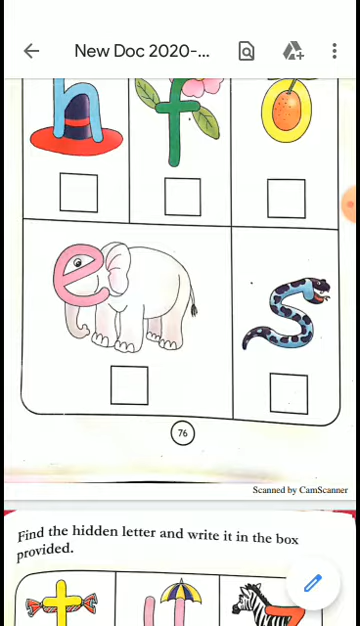 New Doc 2020-...
h
f
o
e
s
76
Scanned by CamScanner
Find the hidden letter and write it in the box
provided.
t
u
z